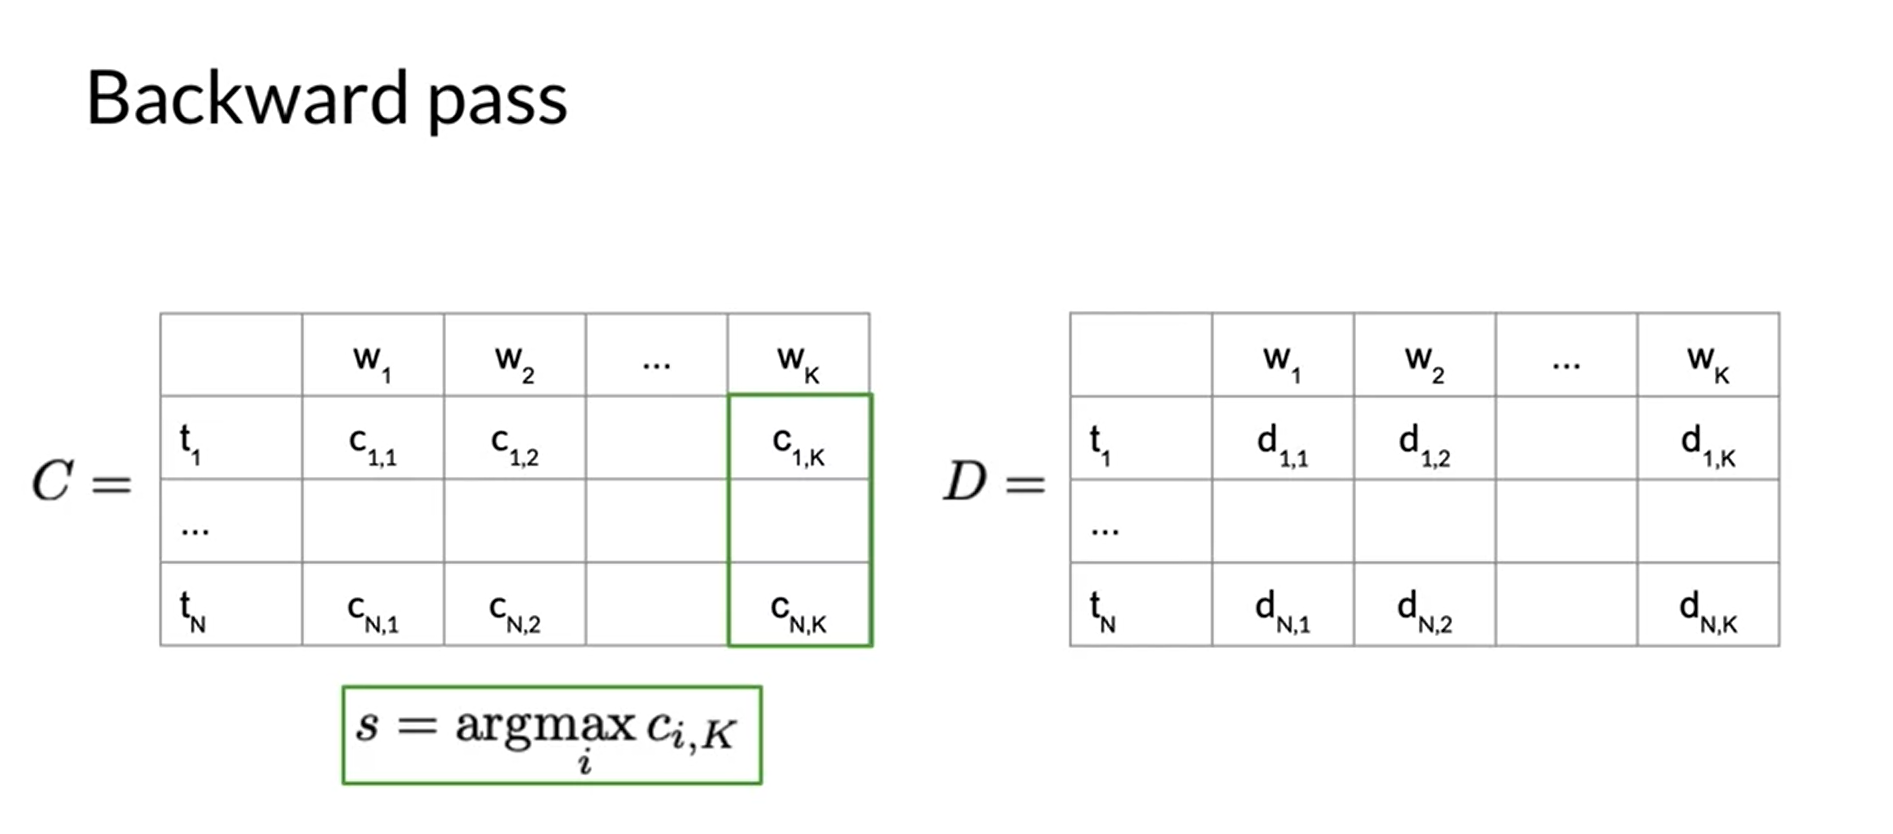 Backward pass
C =
w1 w2 ... wK
t1 c1,1 c1,2 c1,K
...
tN cN,1 cN,2 cN,K
D =
w1 w2 ... wK
t1 d1,1 d1,2 d1,K
...
tN dN,1 dN,2 dN,K
s = argmax c_{i,K}
i